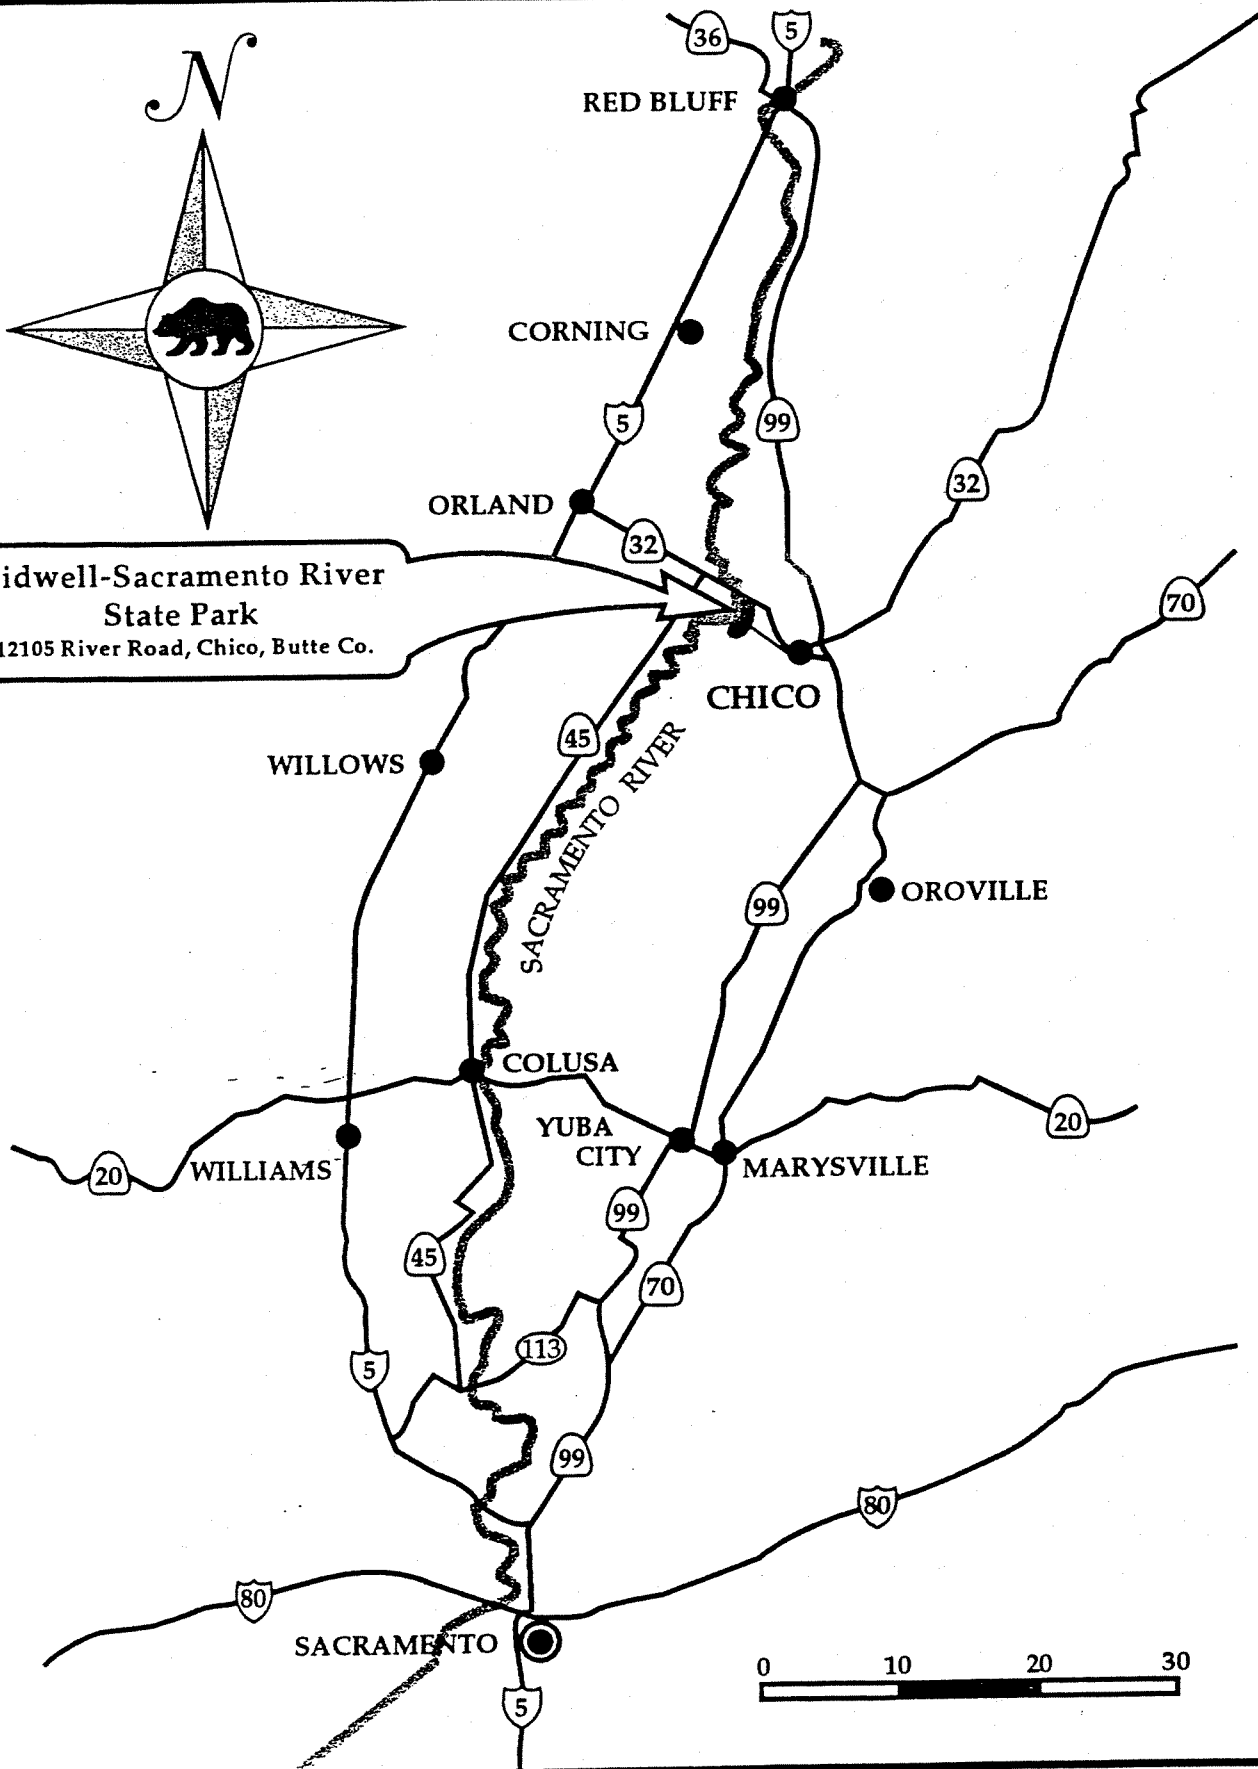 N
36
5
RED BLUFF
CORNING
5
99
ORLAND
32
32
idwell-Sacramento River
State Park
12105 River Road, Chico, Butte Co.
70
CHICO
45
WILLOWS
SACRAMENTO RIVER
99
OROVILLE
COLUSA
YUBA
CITY
20
20
WILLIAMS
MARYSVILLE
99
45
70
113
5
99
80
80
SACRAMENTO
0 10 20 30
5